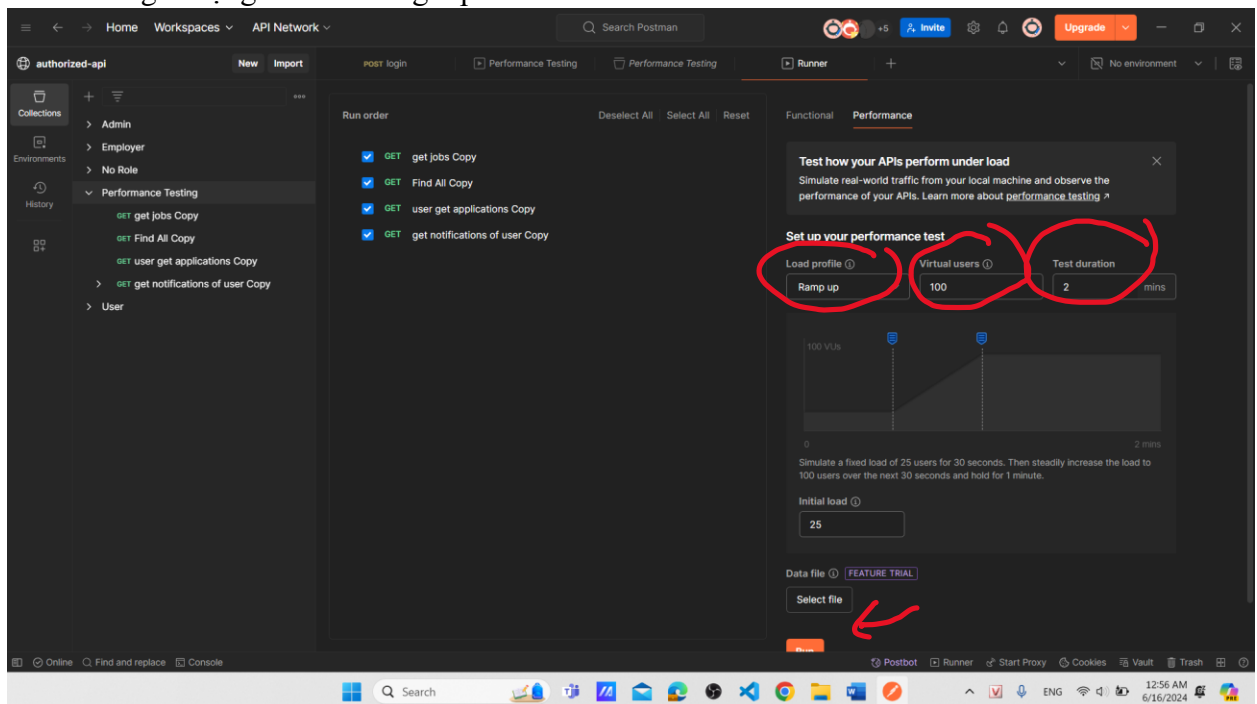 Home Workspaces API Network Search Postman +5 Invite Upgrade
authorized-api New Import POST login Performance Testing Performance Testing Runner No environment
Collections
Environments
History
Admin
Employer
No Role
Performance Testing
GET get jobs Copy
GET Find All Copy
GET user get applications Copy
GET get notifications of user Copy
User
Run order Deselect All Select All Reset
GET get jobs Copy
GET Find All Copy
GET user get applications Copy
GET get notifications of user Copy
Functional Performance
Test how your APIs perform under load
Simulate real-world traffic from your local machine and observe the
performance of your APIs. Learn more about performance testing
Set up your performance test
Load profile Virtual users Test duration
Ramp up 100 2 mins
100 VUs
0 2 mins
Simulate a fixed load of 25 users for 30 seconds. Then steadily increase the load to
100 users over the next 30 seconds and hold for 1 minute.
Initial load
25
Data file FEATURE TRIAL
Select file
Run
Online Find and replace Console Postbot Runner Start Proxy Cookies Vault Trash
Search ENG 12:56 AM
6/16/2024